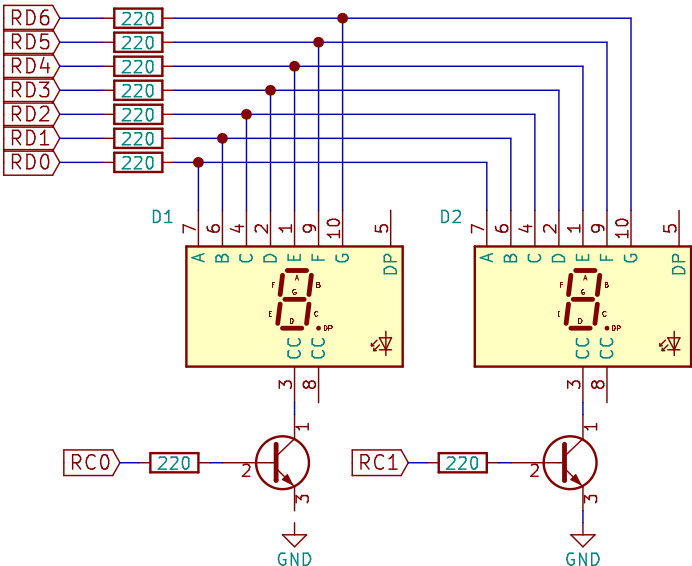 RD6 220
RD5 220
RD4 220
RD3 220
RD2 220
RD1 220
RD0 220
D1 7 6 4 2 1 9 10 5 D2 7 6 4 2 1 9 10 5
A B C D E F G DP A B C D E F G DP
A F B G E C D DP A F B G E C D DP
CC CC CC CC
3 8 3 8
1 1
RC0 220 2 RC1 220 2
3 3
GND GND